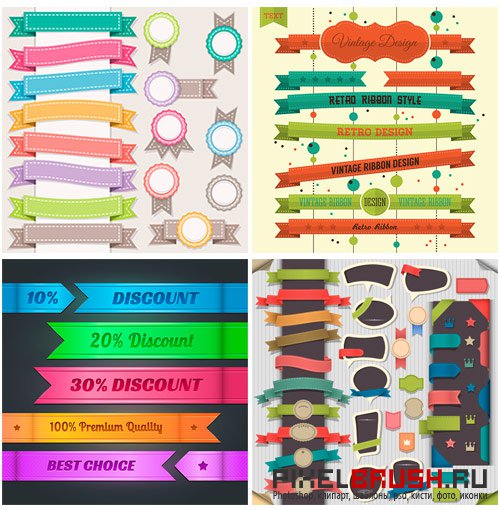 TEXT
Vintage Design
RETRO RIBBON STYLE
RETRO DESIGN
VINTAGE RIBBON DESIGN
VINTAGE RIBBON DESIGN VINTAGE RIBBON
Retro Ribbon
10% DISCOUNT
20% Discount
30% DISCOUNT
100% Premium Quality
BEST CHOICE
PIXELBRUSH.RU
Photoshop, клипарт, шаблоны, psd, кисти, фото, иконки